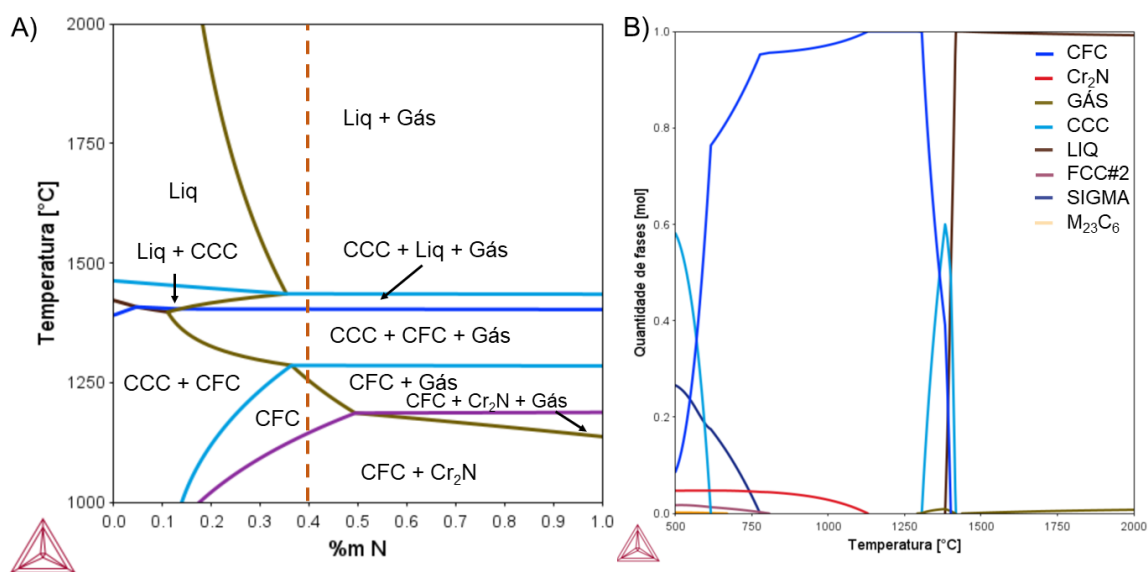 A)
2000
1750
1500
1250
1000
Temperatura [°C]
Liq + Gás
Liq
Liq + CCC
CCC + Liq + Gás
CCC + CFC + Gás
CCC + CFC
CFC + Gás
CFC + Cr₂N + Gás
CFC
CFC + Cr₂N
0.0 0.1 0.2 0.3 0.4 0.5 0.6 0.7 0.8 0.9 1.0
%m N
B)
1.0
0.8
0.6
0.4
0.2
0.0
Quantidade de fases [mol]
CFC
Cr₂N
GÁS
CCC
LIQ
FCC#2
SIGMA
M₂₃C₆
500 750 1000 1250 1500 1750 2000
Temperatura [°C]